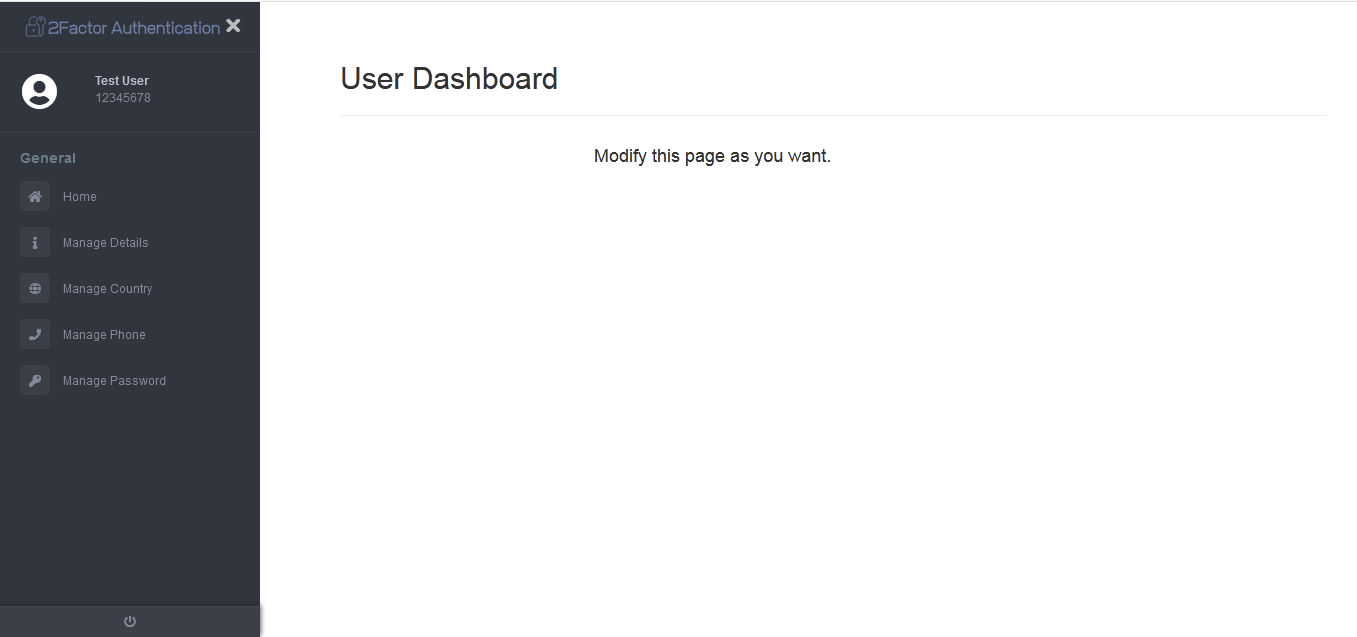 2Factor Authentication
Test User
12345678
General
Home
Manage Details
Manage Country
Manage Phone
Manage Password
User Dashboard
Modify this page as you want.